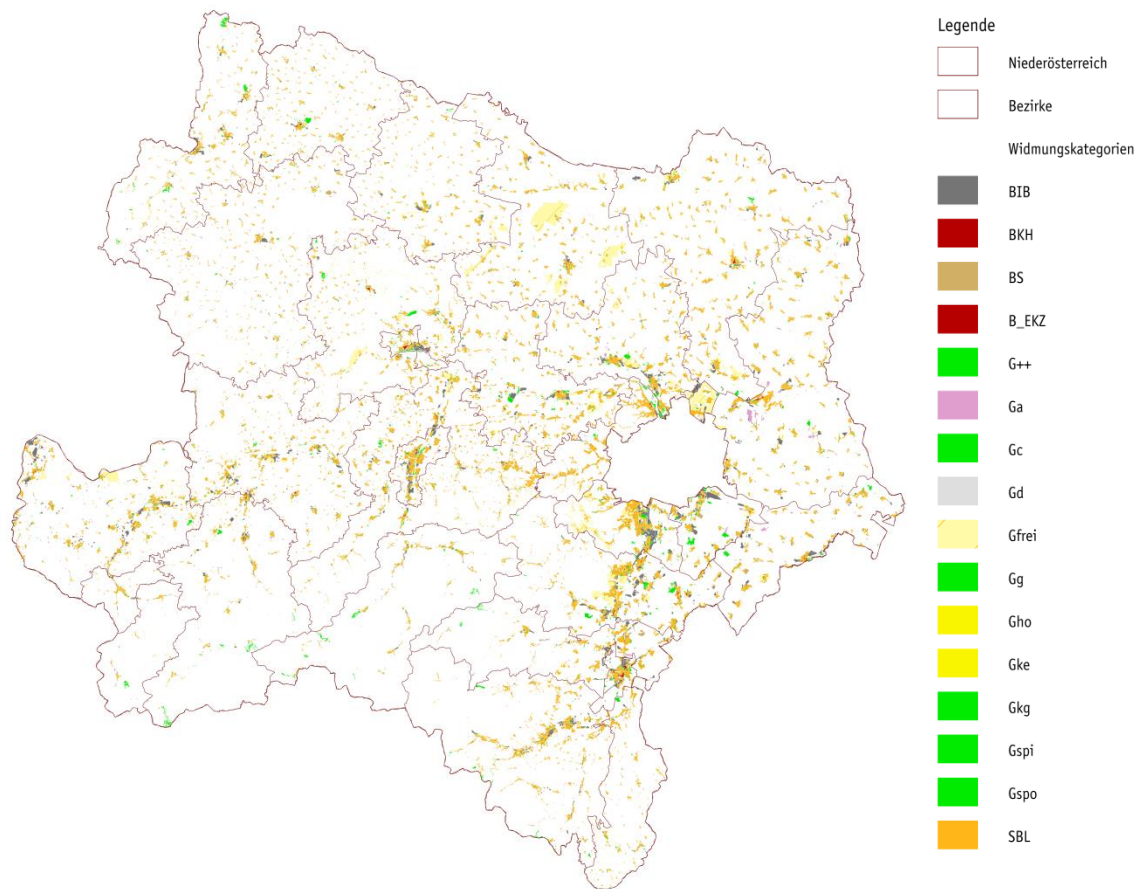 Legende
Niederösterreich
Bezirke
Widmungskategorien
BIB
BKH
BS
B_EKZ
G++
Ga
Gc
Gd
Gfrei
Gg
Gho
Gke
Gkg
Gspi
Gspo
SBL